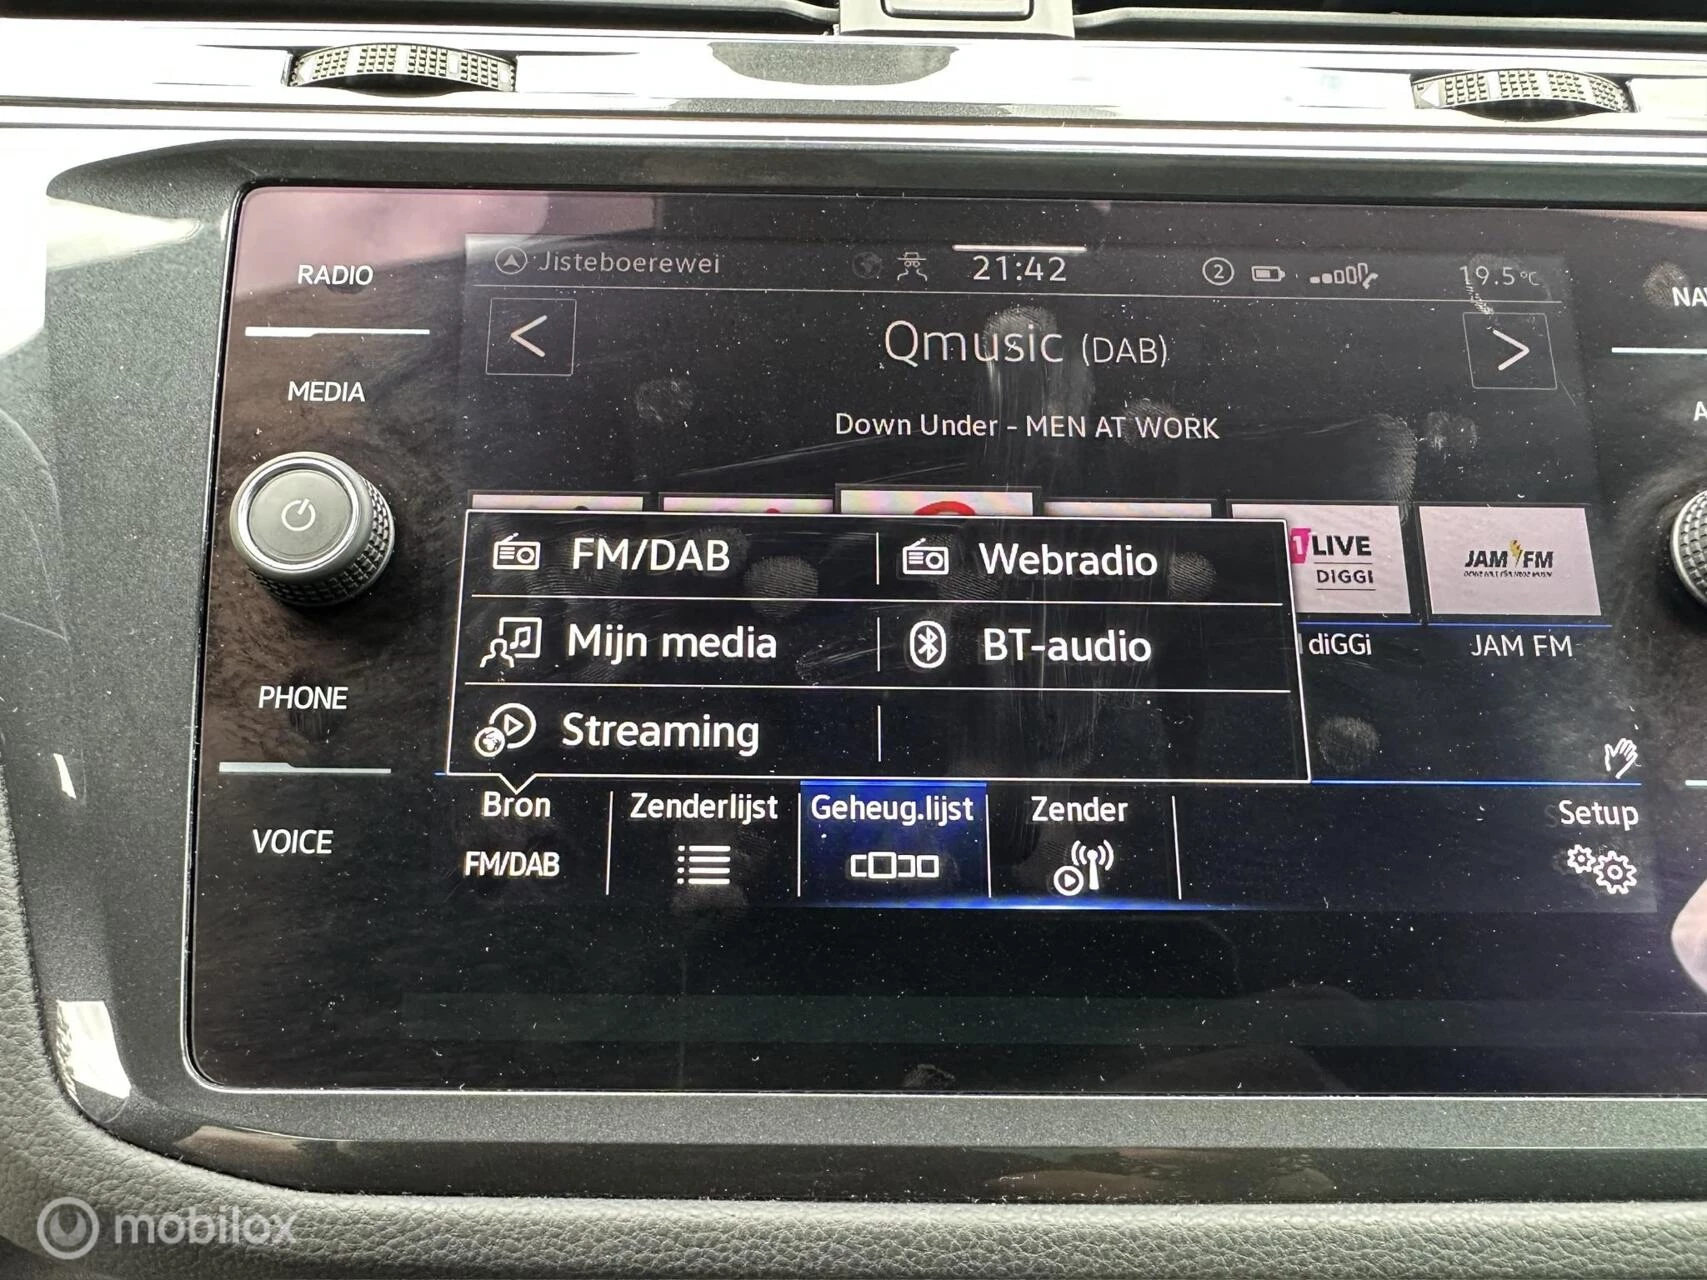 RADIO
MEDIA
PHONE
VOICE
Jisteboerewei
21:42
2
19.5°C
Qmusic (DAB)
Down Under - MEN AT WORK
FM/DAB
Webradio
Mijn media
BT-audio
Streaming
1LIVE
DIGGI
JAM FM
diGGi
JAM FM
Bron
FM/DAB
Zenderlijst
Geheug.lijst
Zender
Setup
mobilox